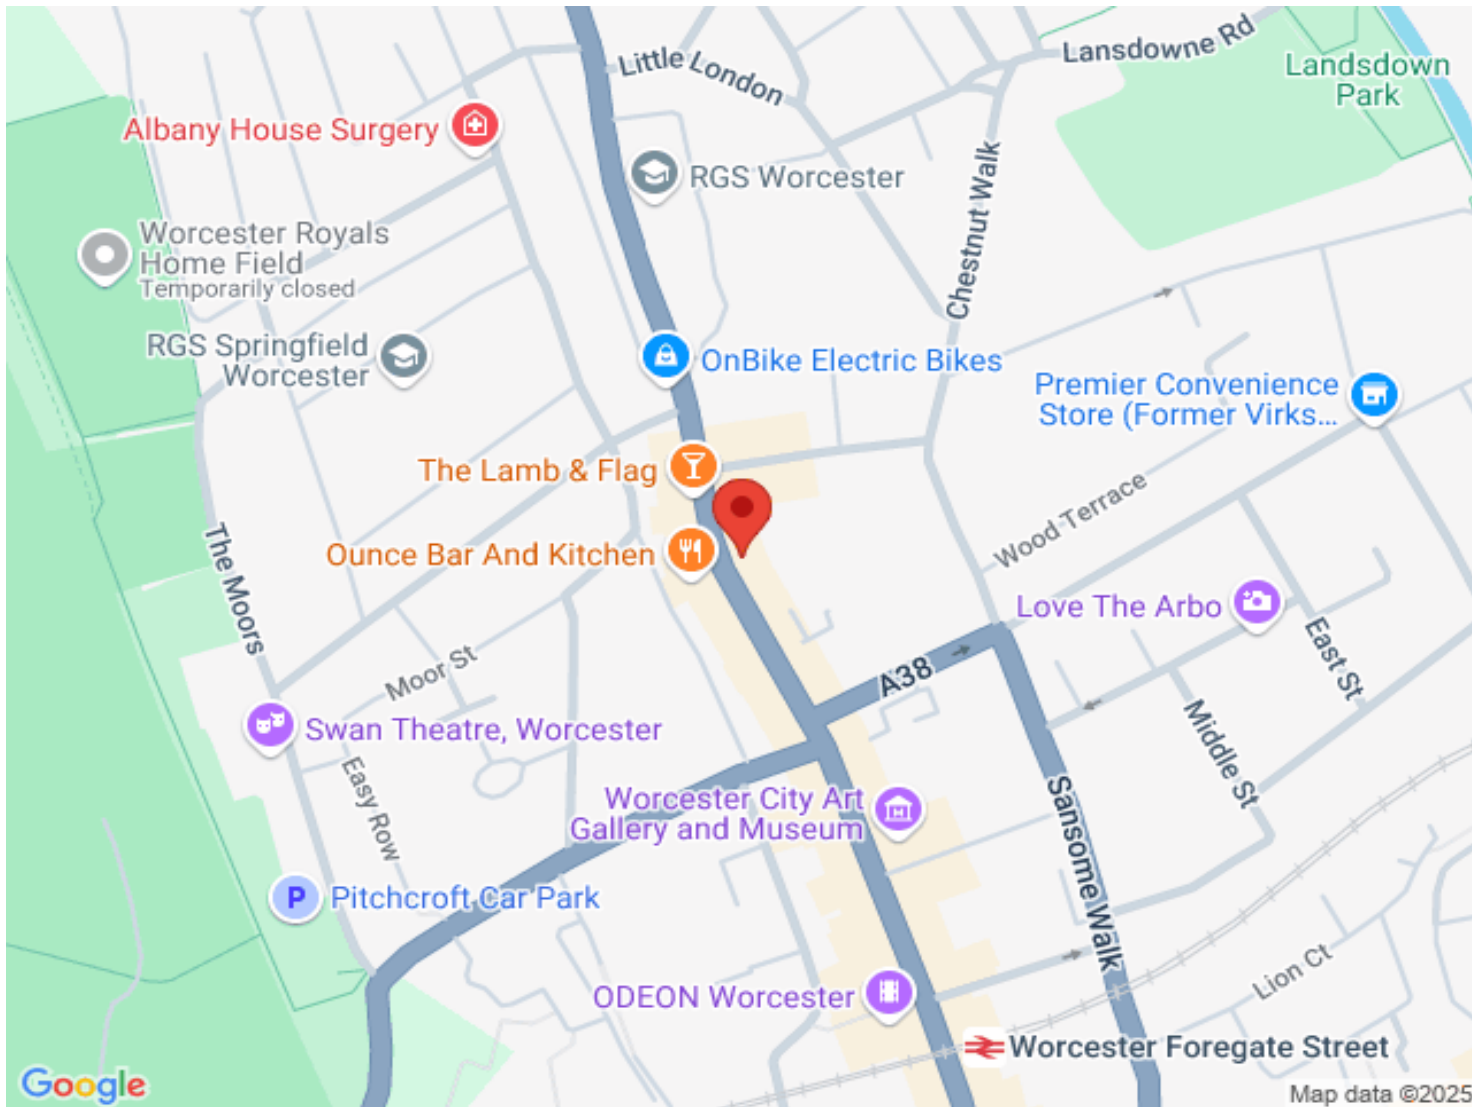 Little London
Lansdowne Rd
Landsdown
Park
Albany House Surgery
RGS Worcester
Chestnut Walk
Worcester Royals
Home Field
Temporarily closed
RGS Springfield
Worcester
OnBike Electric Bikes
Premier Convenience
Store (Former Virks...
The Lamb & Flag
Wood Terrace
Ounce Bar And Kitchen
The Moors
Love The Arbo
East St
Moor St
A38
Middle St
Swan Theatre, Worcester
Easy Row
Worcester City Art
Gallery and Museum
Sansome Walk
P
Pitchcroft Car Park
Lion Ct
ODEON Worcester
Worcester Foregate Street
Google
Map data ©2025